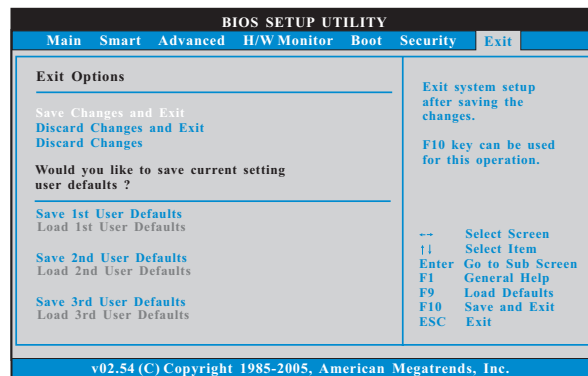 BIOS SETUP UTILITY
Main Smart Advanced H/W Monitor Boot Security Exit
Exit Options
Save Changes and Exit
Discard Changes and Exit
Discard Changes
Would you like to save current setting
user defaults ?
Save 1st User Defaults
Load 1st User Defaults
Save 2nd User Defaults
Load 2nd User Defaults
Save 3rd User Defaults
Load 3rd User Defaults
Exit system setup
after saving the
changes.
F10 key can be used
for this operation.
←→ Select Screen
↑↓ Select Item
Enter Go to Sub Screen
F1 General Help
F9 Load Defaults
F10 Save and Exit
ESC Exit
v02.54 (C) Copyright 1985-2005, American Megatrends, Inc.